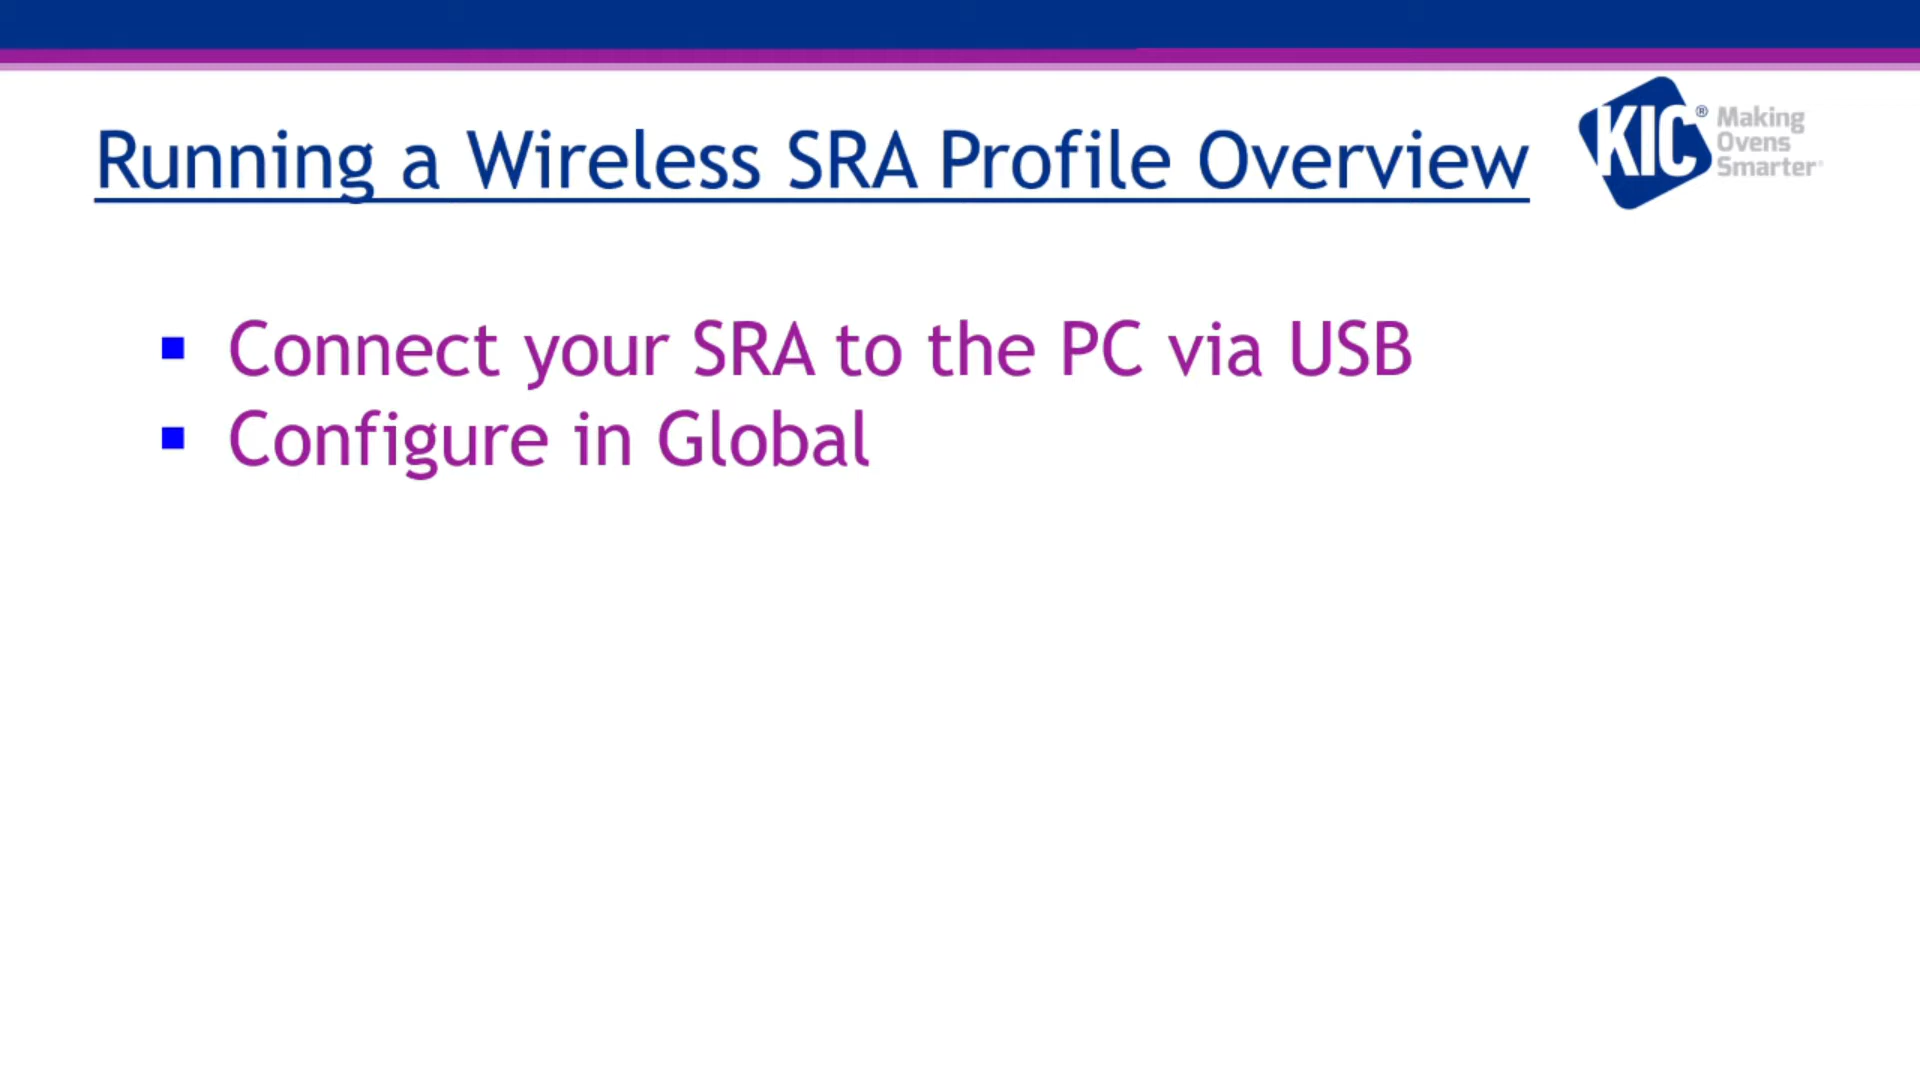 Running a Wireless SRA Profile Overview
KIC®
Making
Ovens
Smarter®
▪ Connect your SRA to the PC via USB
▪ Configure in Global